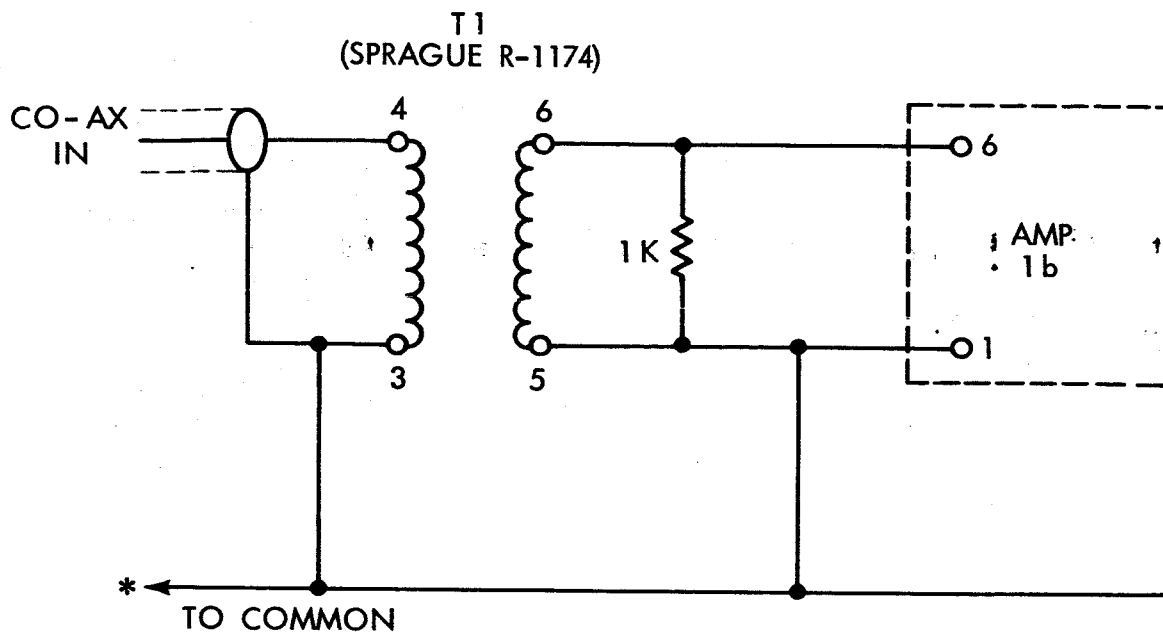 T1
(SPRAGUE R-1174)
CO-AX
IN
4
6
6
1K
AMP
1b
1
3
5
*
TO COMMON